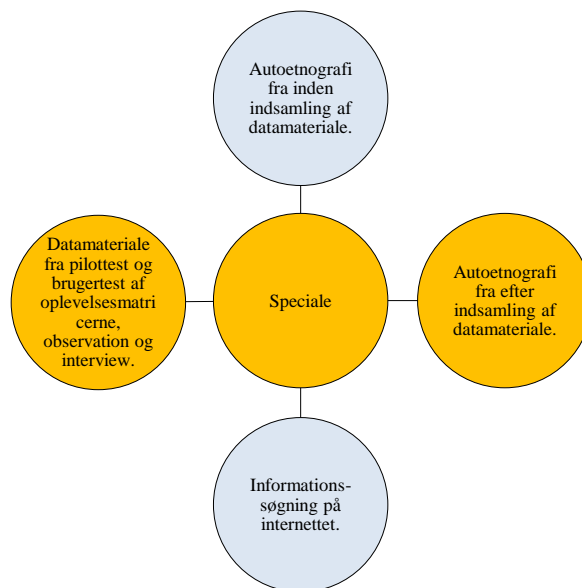 Autoetnografi
fra inden
indsamling af
datamateriale.
Datamateriale
fra pilottest og
brugertest af
oplevelsesmatri
cerne,
observation og
interview.
Speciale
Autoetnografi
fra efter
indsamling af
datamateriale.
Informations-
søgning på
internettet.